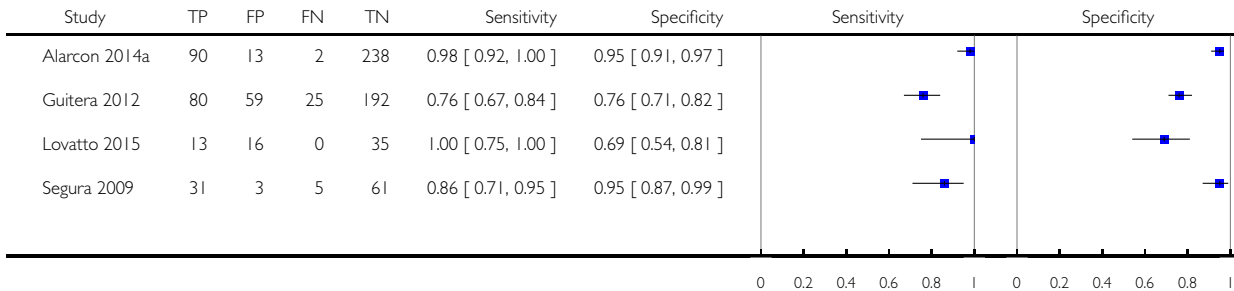 Study TP FP FN TN Sensitivity Specificity Sensitivity Specificity
Alarcon 2014a 90 13 2 238 0.98 [ 0.92, 1.00 ] 0.95 [ 0.91, 0.97 ]
Guitera 2012 80 59 25 192 0.76 [ 0.67, 0.84 ] 0.76 [ 0.71, 0.82 ]
Lovatto 2015 13 16 0 35 1.00 [ 0.75, 1.00 ] 0.69 [ 0.54, 0.81 ]
Segura 2009 31 3 5 61 0.86 [ 0.71, 0.95 ] 0.95 [ 0.87, 0.99 ]
0 0.2 0.4 0.6 0.8 1 0 0.2 0.4 0.6 0.8 1